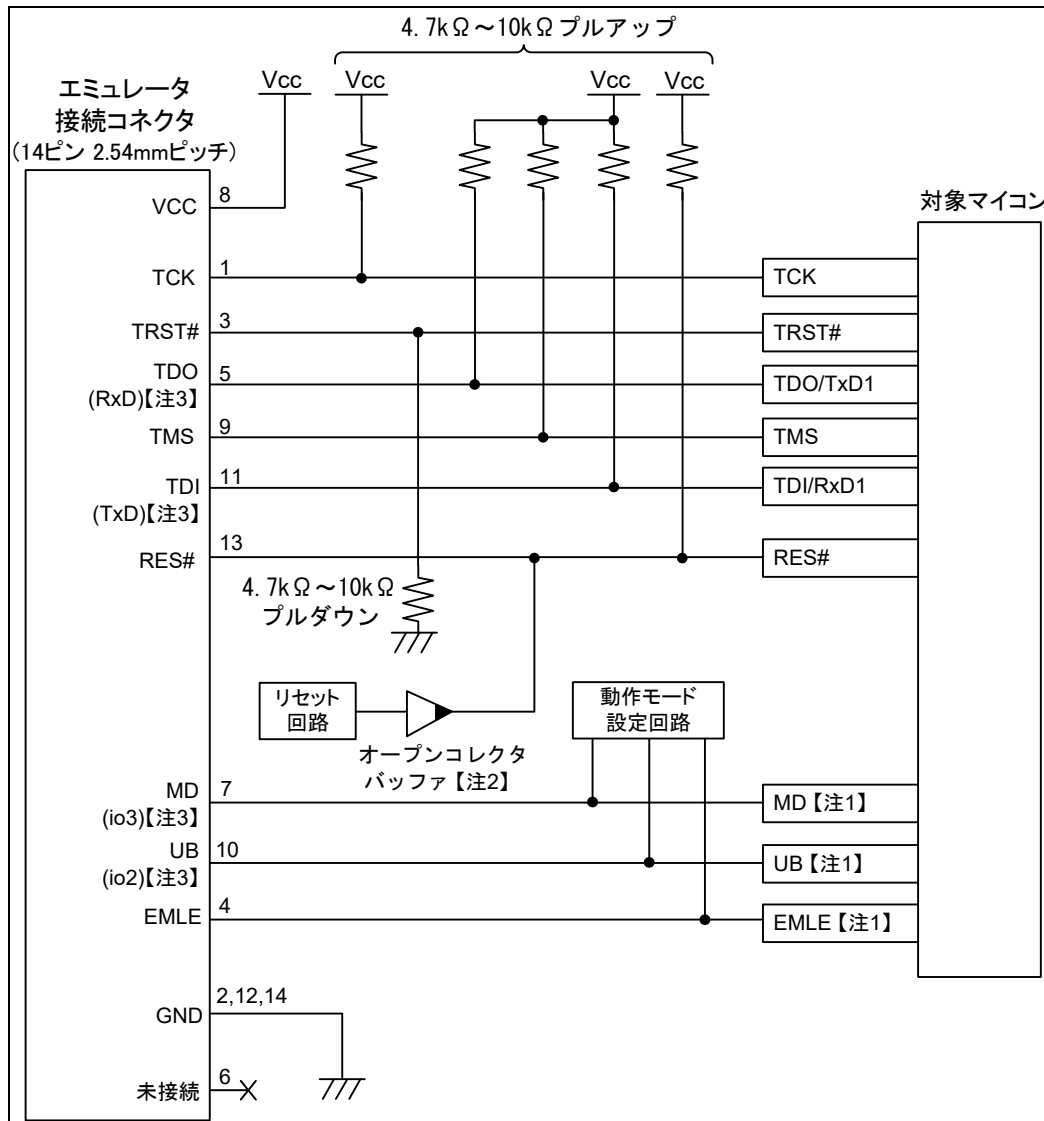 4.7kΩ～10kΩ プルアップ
エミュレータ
接続コネクタ
(14ピン 2.54mmピッチ)
Vcc
Vcc
Vcc
Vcc
対象マイコン
VCC
8
TCK
1
TCK
TRST#
3
TRST#
TDO
(RxD)【注3】
5
TDO/TxD1
TMS
9
TMS
TDI
(TxD)【注3】
11
TDI/RxD1
RES#
13
RES#
4.7kΩ～10kΩ
プルダウン
リセット
回路
オープンコレクタ
バッファ【注2】
動作モード
設定回路
MD
(io3)【注3】
7
MD【注1】
UB
(io2)【注3】
10
UB【注1】
EMLE
4
EMLE【注1】
GND
2,12,14
未接続
6